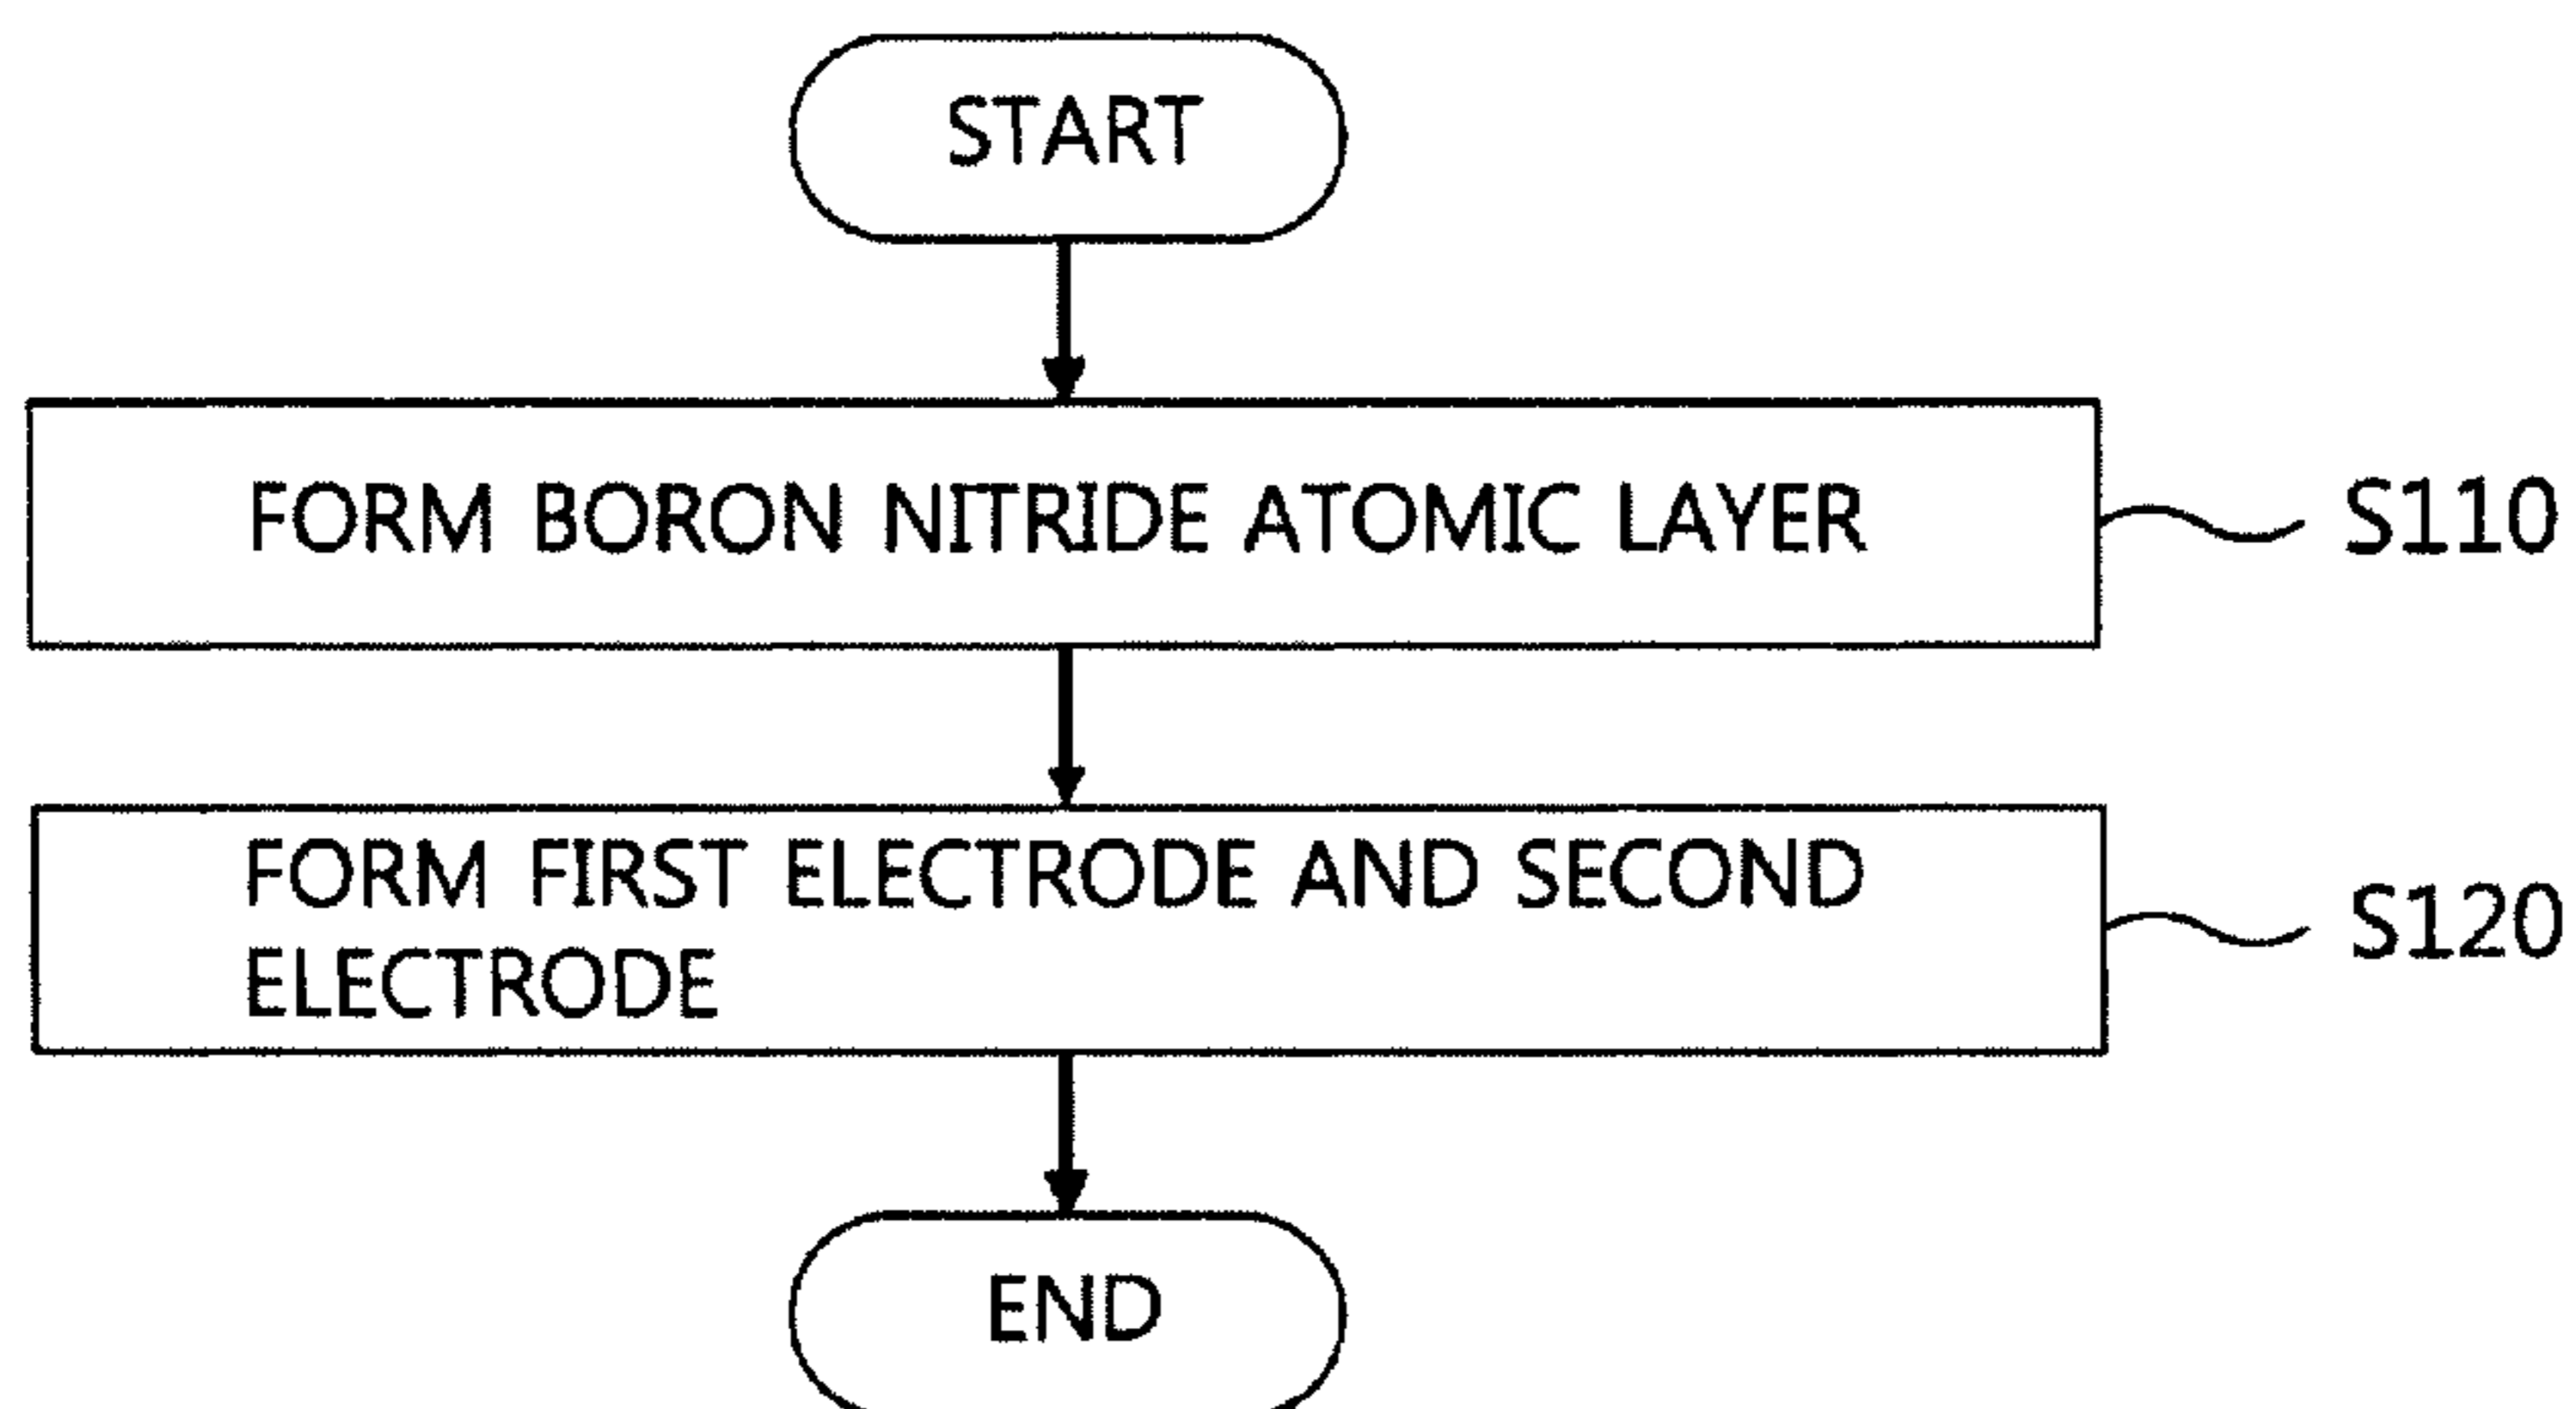 START
FORM BORON NITRIDE ATOMIC LAYER
S110
FORM FIRST ELECTRODE AND SECOND
ELECTRODE
S120
END